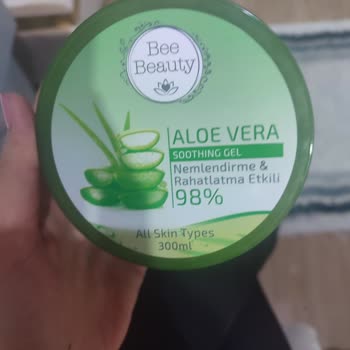 Bee
Beauty
ALOE VERA
SOOTHING GEL
Nemlendirme &
Rahatlatma Etkili
98%
All Skin Types
300ml